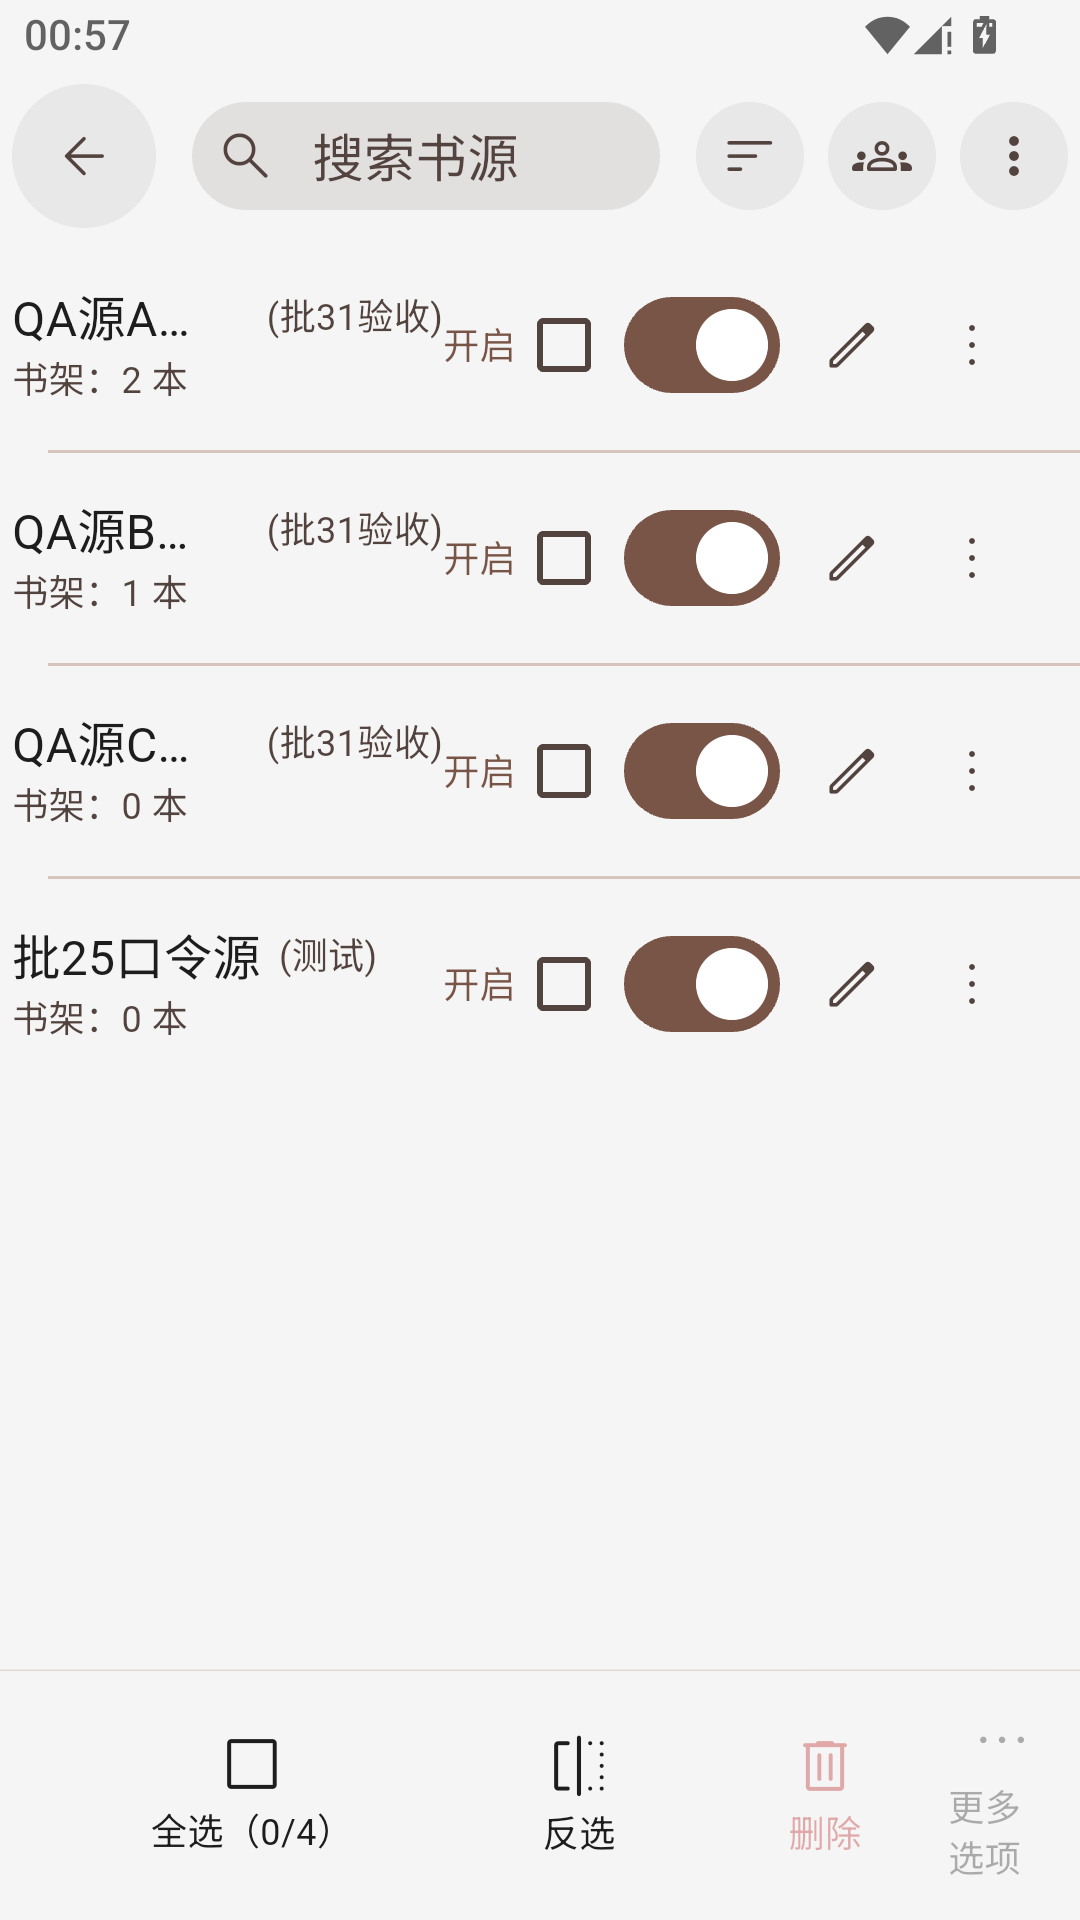 00:57
搜索书源
QA源A... (批31验收)
开启
书架：2 本
QA源B... (批31验收)
开启
书架：1 本
QA源C... (批31验收)
开启
书架：0 本
批25口令源 (测试)
开启
书架：0 本
全选（0/4）
反选
删除
更多
选项